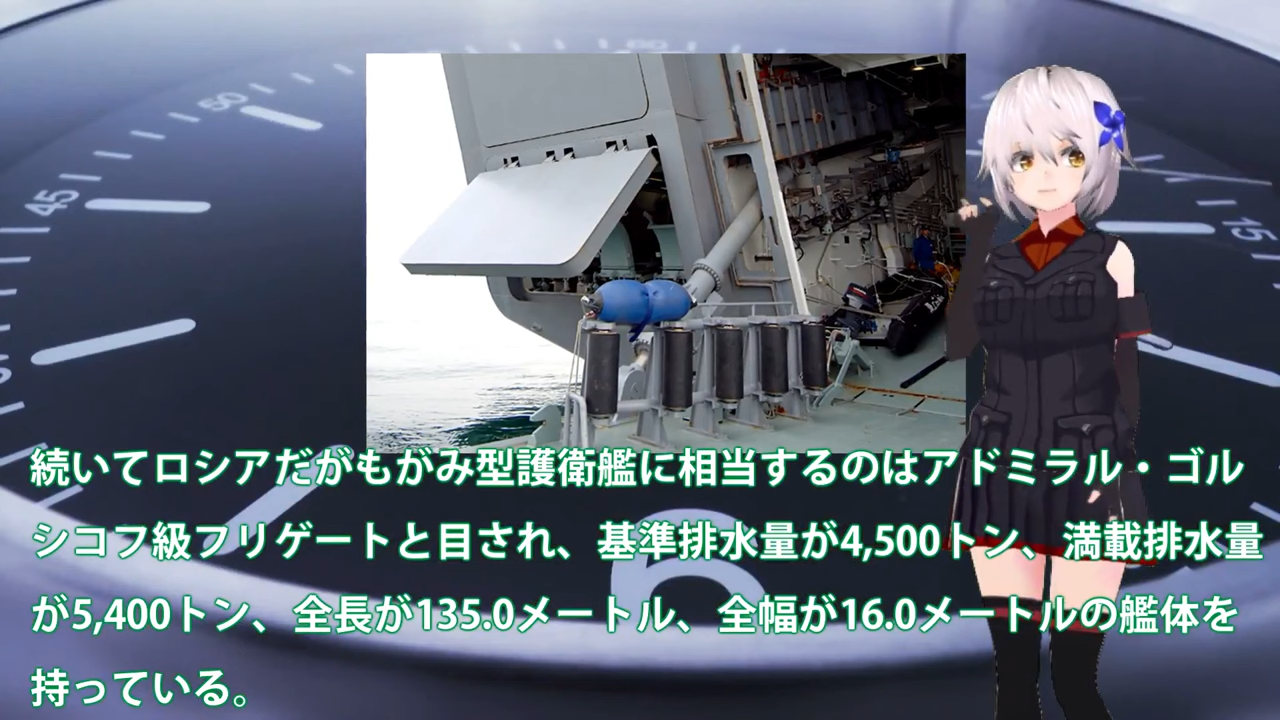 50
45
15
6
続いてロシアだがもがみ型護衛艦に相当するのはアドミラル・ゴル
シコフ級フリゲートと目され、基準排水量が4,500トン、満載排水量
が5,400トン、全長が135.0メートル、全幅が16.0メートルの艦体を
持っている。